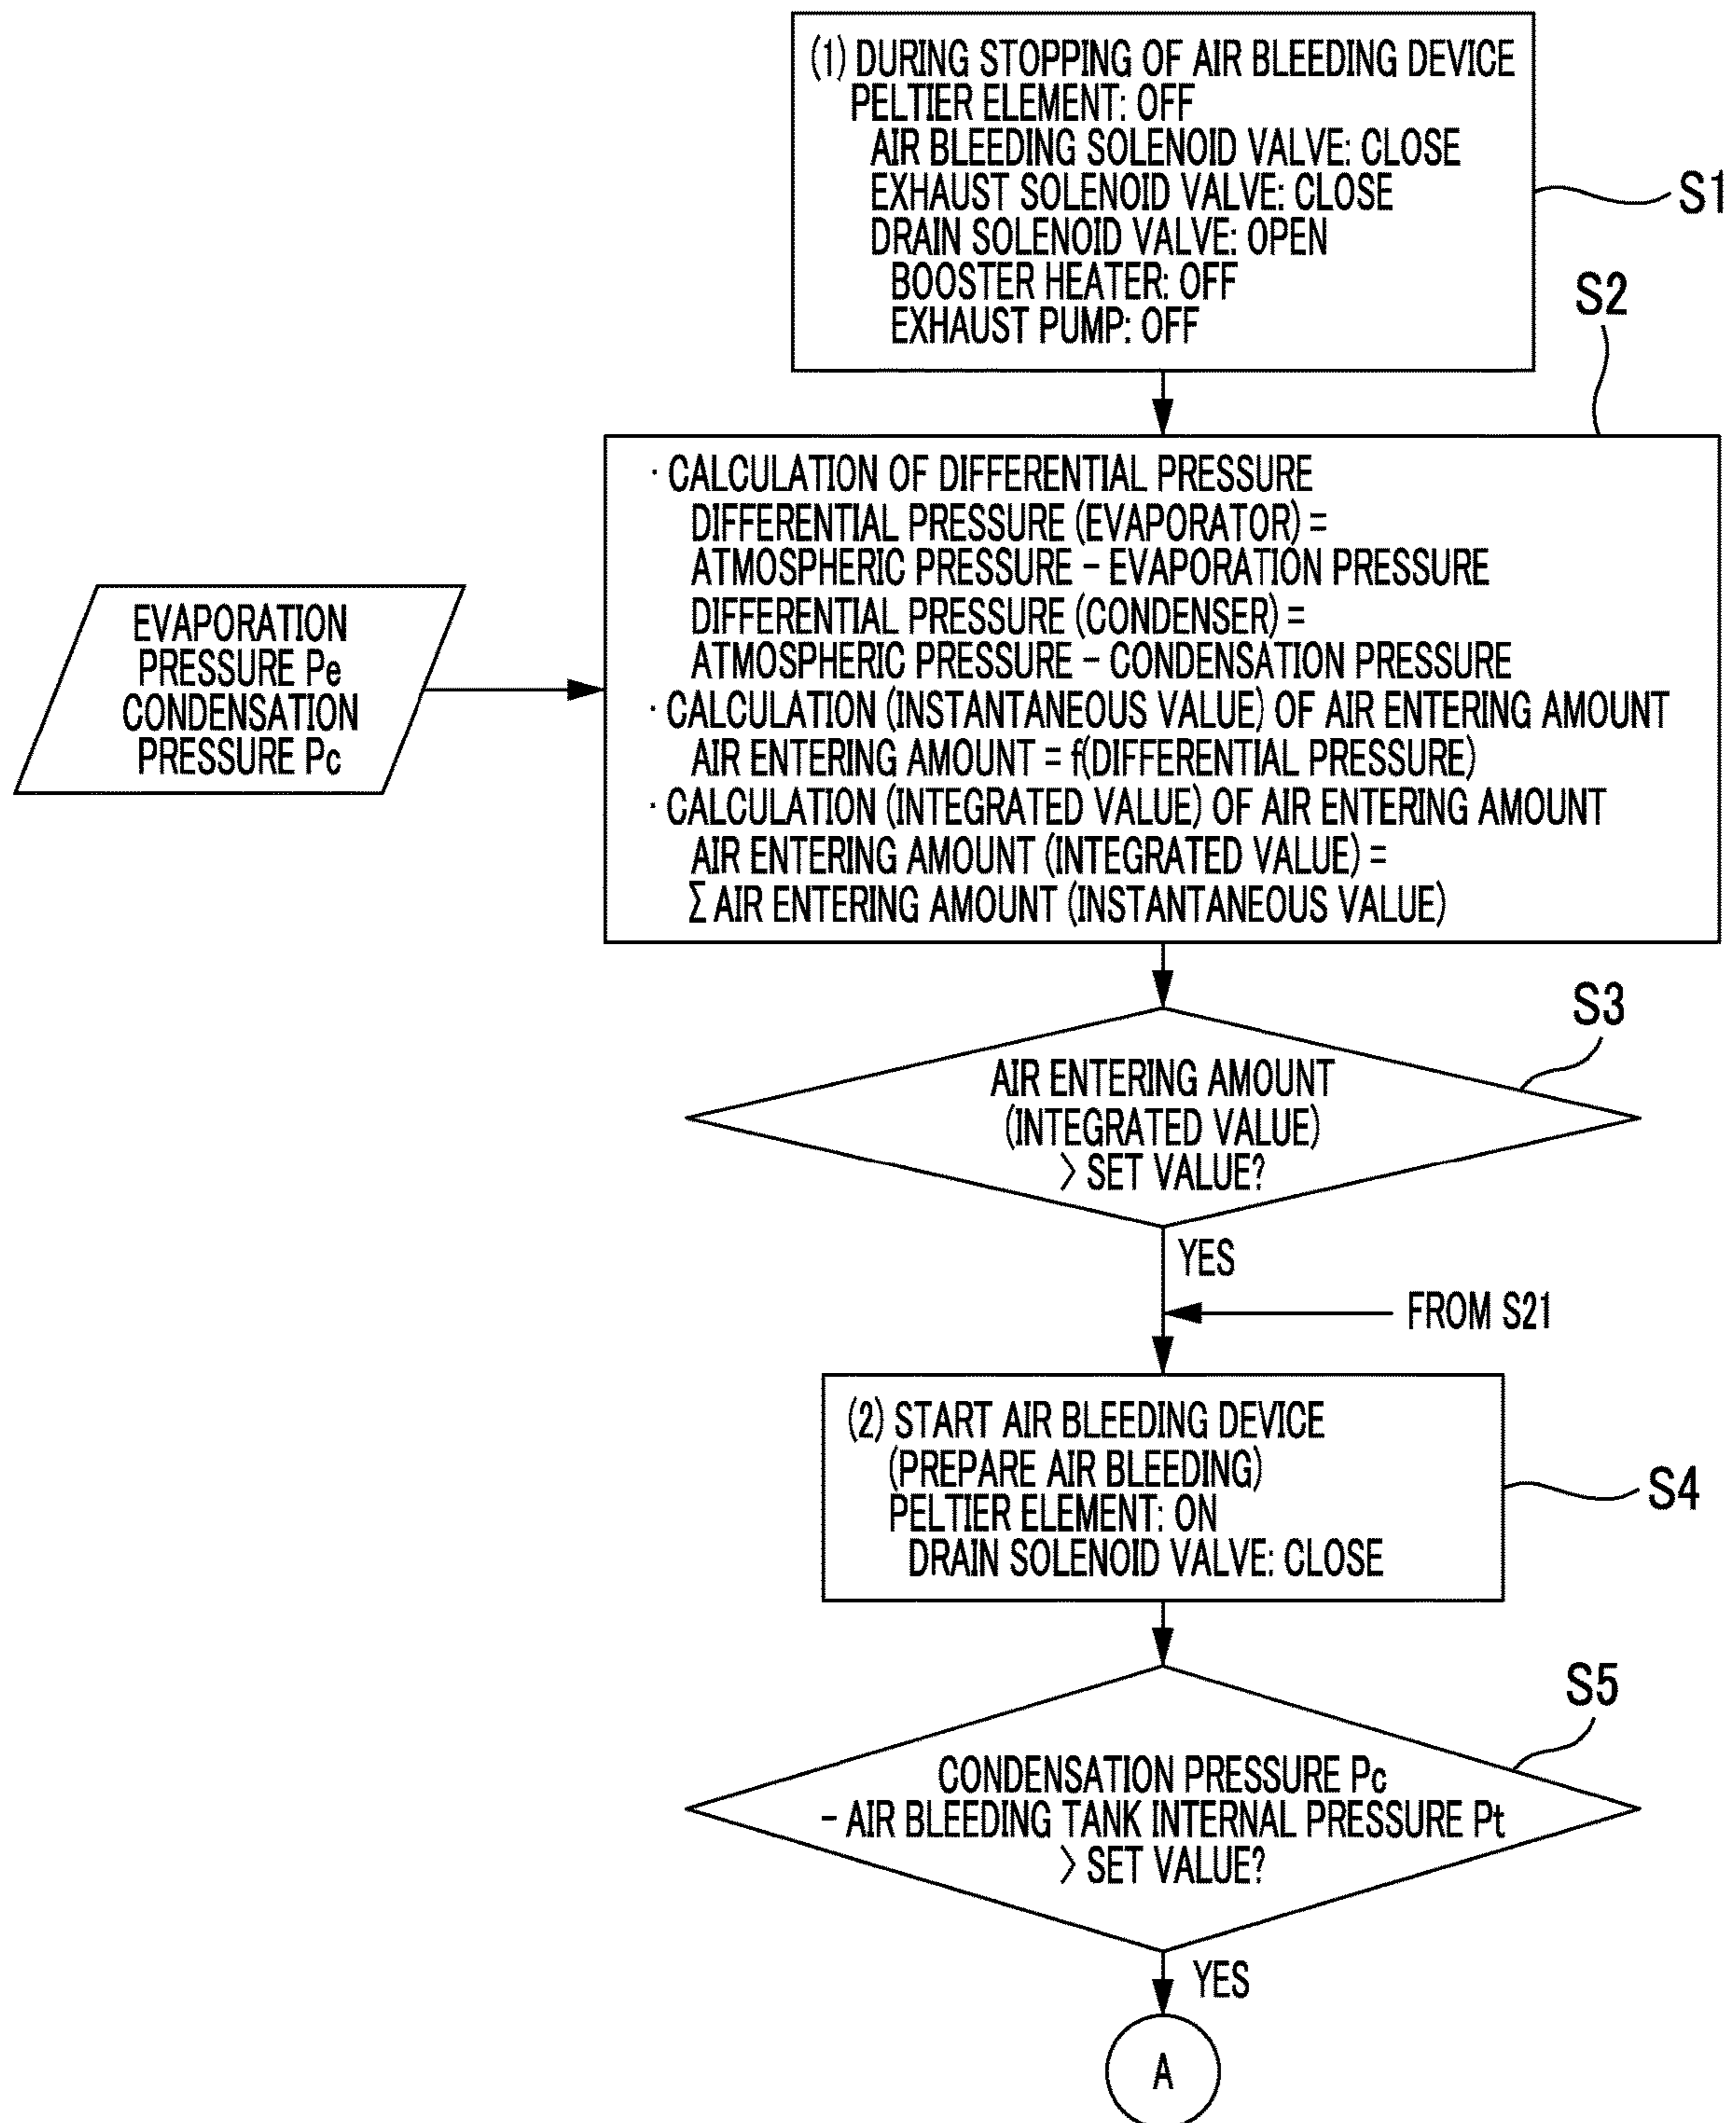 (1) DURING STOPPING OF AIR BLEEDING DEVICE
PELTIER ELEMENT: OFF
AIR BLEEDING SOLENOID VALVE: CLOSE
EXHAUST SOLENOID VALVE: CLOSE
DRAIN SOLENOID VALVE: OPEN
BOOSTER HEATER: OFF
EXHAUST PUMP: OFF
S1
S2
· CALCULATION OF DIFFERENTIAL PRESSURE
DIFFERENTIAL PRESSURE (EVAPORATOR) =
ATMOSPHERIC PRESSURE - EVAPORATION PRESSURE
DIFFERENTIAL PRESSURE (CONDENSER) =
ATMOSPHERIC PRESSURE - CONDENSATION PRESSURE
· CALCULATION (INSTANTANEOUS VALUE) OF AIR ENTERING AMOUNT
AIR ENTERING AMOUNT = f(DIFFERENTIAL PRESSURE)
· CALCULATION (INTEGRATED VALUE) OF AIR ENTERING AMOUNT
AIR ENTERING AMOUNT (INTEGRATED VALUE) =
Σ AIR ENTERING AMOUNT (INSTANTANEOUS VALUE)
EVAPORATION
PRESSURE Pe
CONDENSATION
PRESSURE Pc
S3
AIR ENTERING AMOUNT
(INTEGRATED VALUE)
> SET VALUE?
YES
FROM S21
(2) START AIR BLEEDING DEVICE
(PREPARE AIR BLEEDING)
PELTIER ELEMENT: ON
DRAIN SOLENOID VALVE: CLOSE
S4
S5
CONDENSATION PRESSURE Pc
- AIR BLEEDING TANK INTERNAL PRESSURE Pt
> SET VALUE?
YES
A